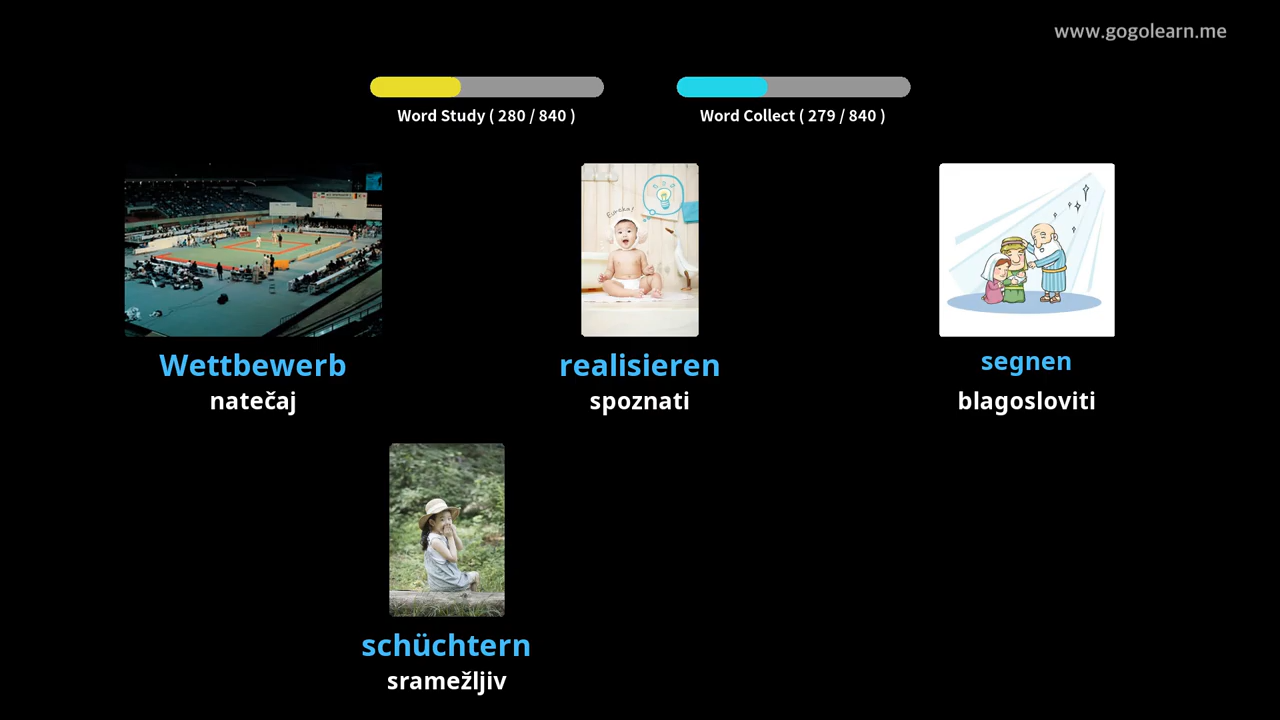 www.gogolearn.me
Word Study ( 280 / 840 )
Word Collect ( 279 / 840 )
Eureka!
Wettbewerb
realisieren
segnen
natečaj
spoznati
blagosloviti
schüchtern
sramežljiv